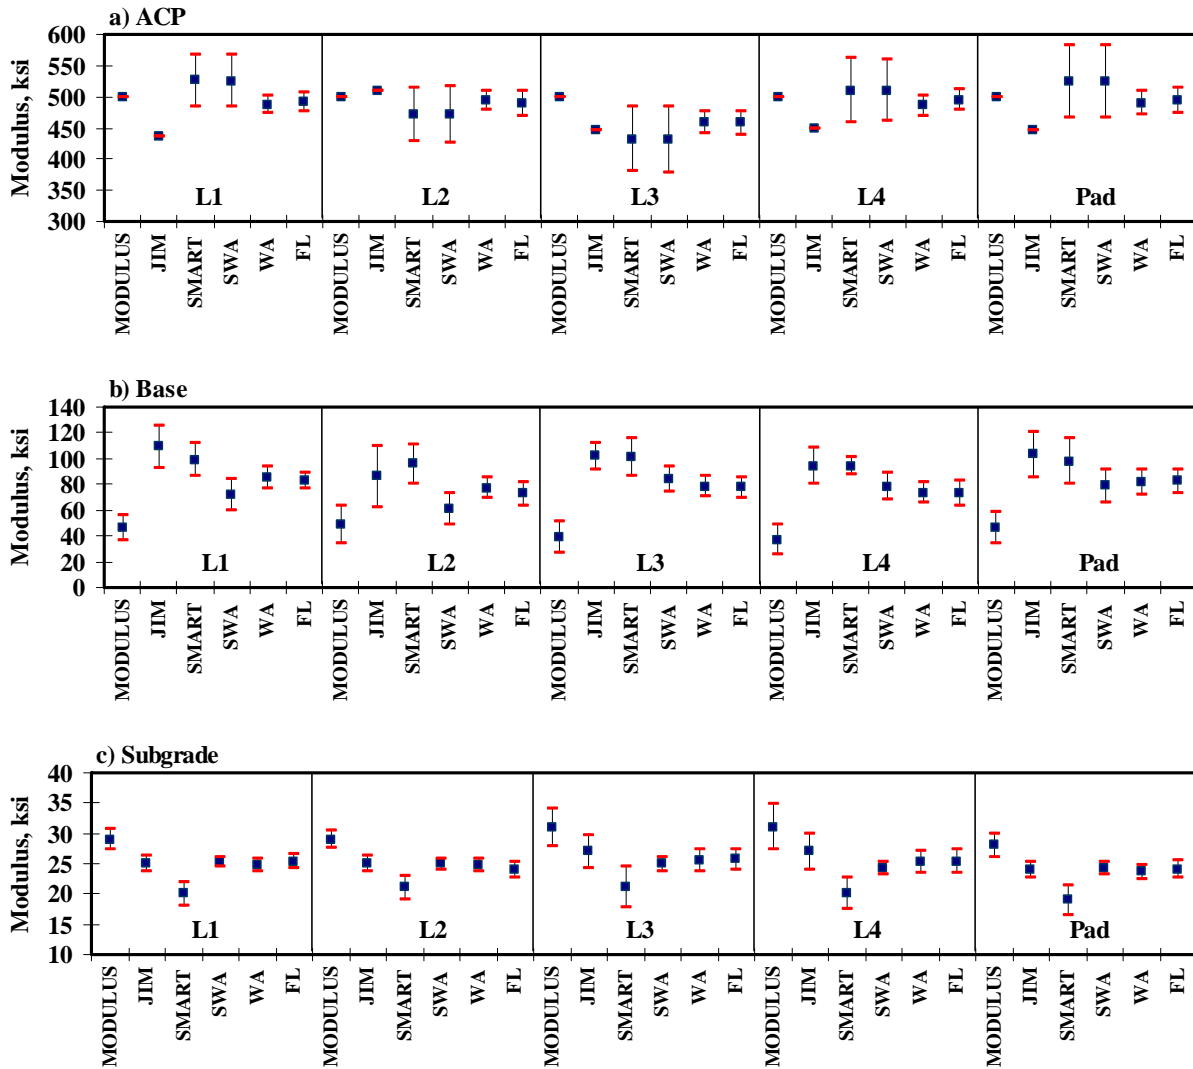 a) ACP
Modulus, ksi
600
550
500
450
400
350
300
L1 L2 L3 L4 Pad
MODULUS JIM SMART SWA WA FL MODULUS JIM SMART SWA WA FL MODULUS JIM SMART SWA WA FL MODULUS JIM SMART SWA WA FL MODULUS JIM SMART SWA WA FL
b) Base
Modulus, ksi
140
120
100
80
60
40
20
0
L1 L2 L3 L4 Pad
MODULUS JIM SMART SWA WA FL MODULUS JIM SMART SWA WA FL MODULUS JIM SMART SWA WA FL MODULUS JIM SMART SWA WA FL MODULUS JIM SMART SWA WA FL
c) Subgrade
Modulus, ksi
40
35
30
25
20
15
10
L1 L2 L3 L4 Pad
MODULUS JIM SMART SWA WA FL MODULUS JIM SMART SWA WA FL MODULUS JIM SMART SWA WA FL MODULUS JIM SMART SWA WA FL MODULUS JIM SMART SWA WA FL